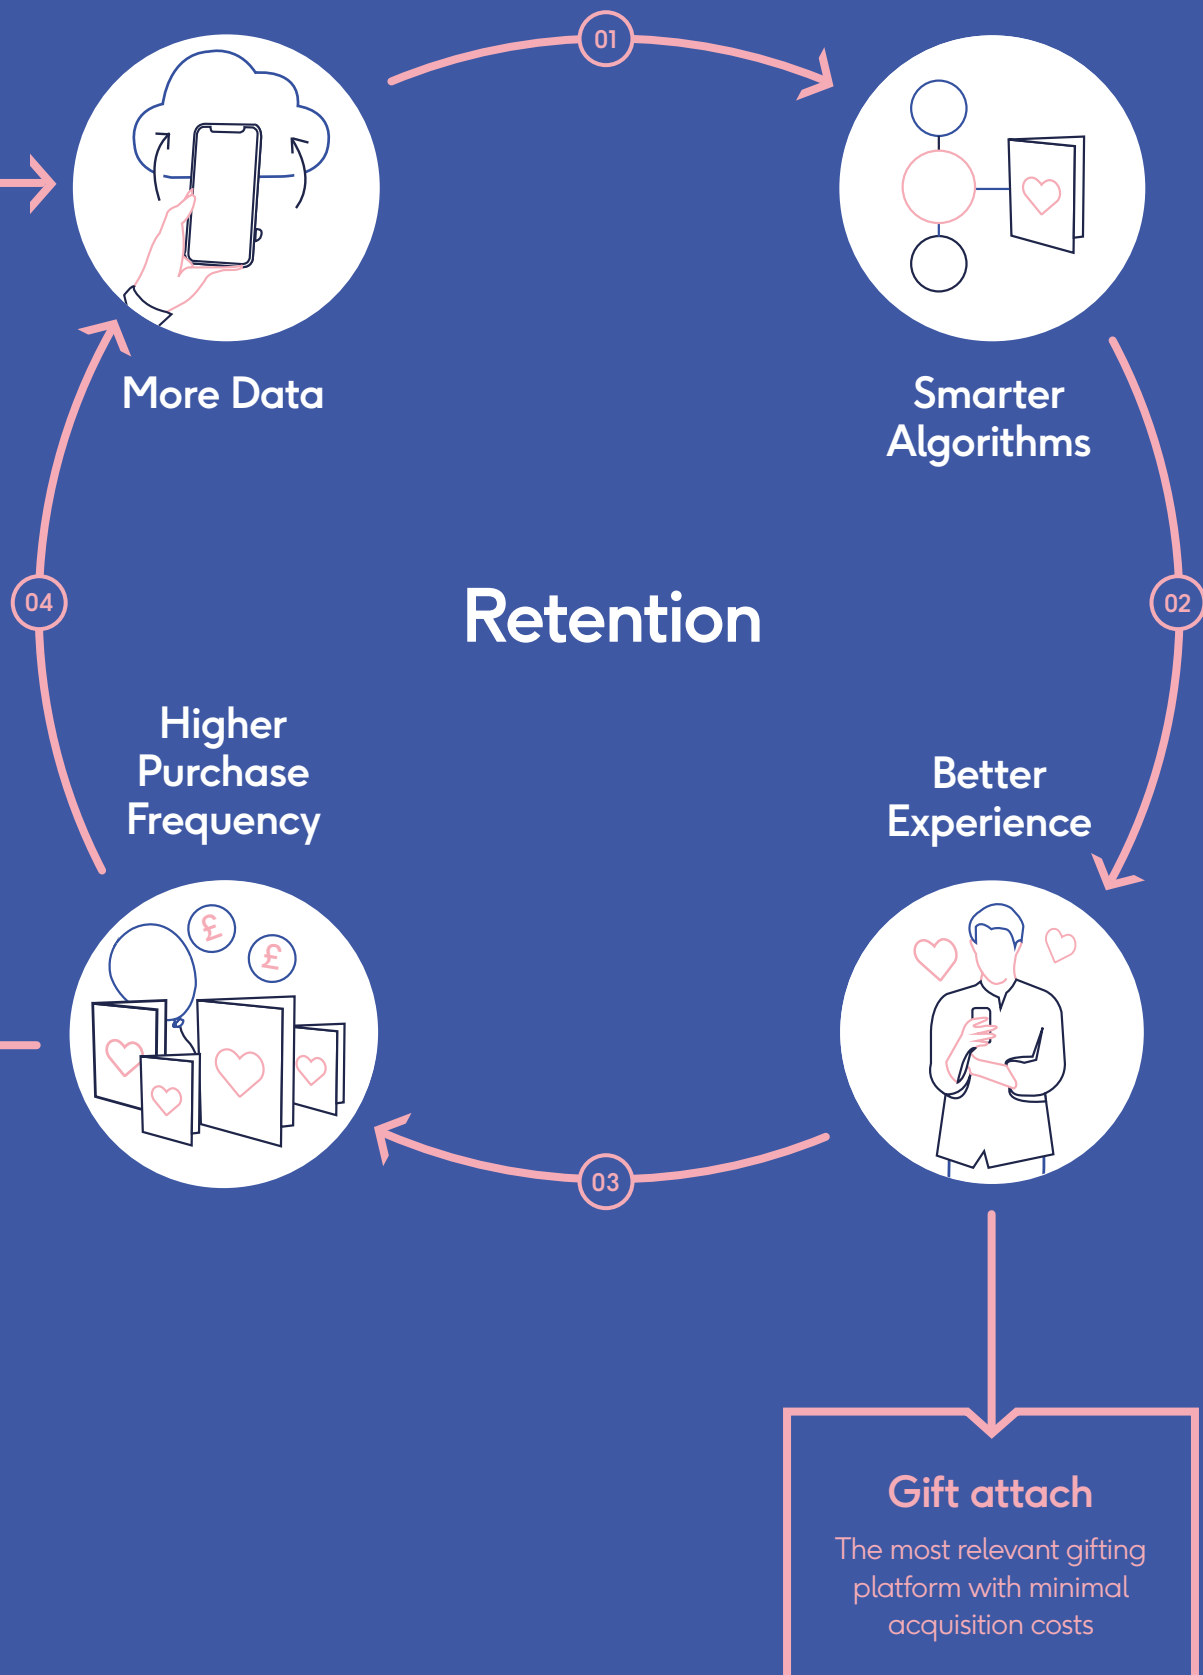 01
More Data
Smarter
Algorithms
04
Retention
02
Higher
Purchase
Frequency
Better
Experience
£
£
03
Gift attach
The most relevant gifting
platform with minimal
acquisition costs